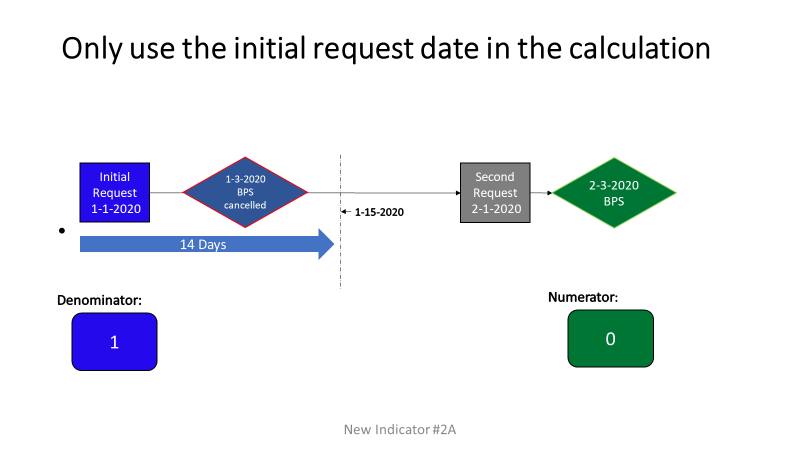 Only use the initial request date in the calculation
Initial
Request
1-1-2020
1-3-2020
BPS
cancelled
Second
Request
2-1-2020
2-3-2020
BPS
1-15-2020
•
14 Days
Denominator:
1
Numerator:
0
New Indicator #2A